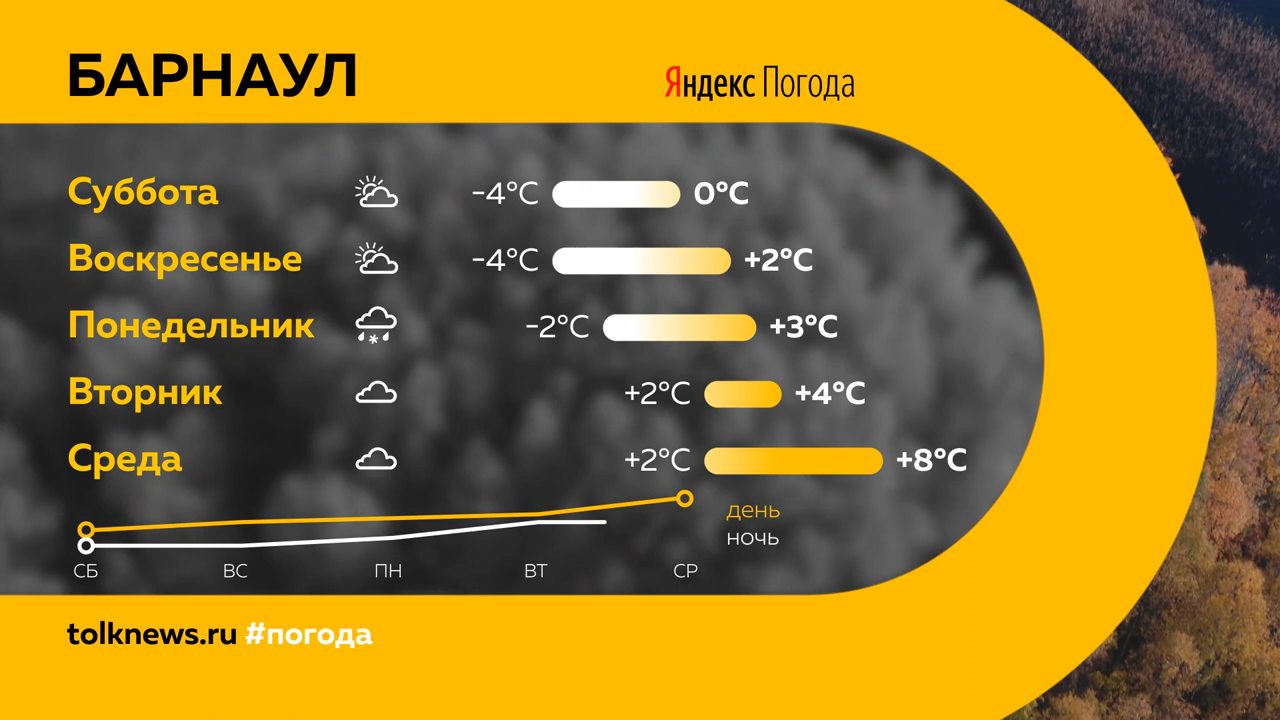 БАРНАУЛ
Яндекс Погода
Суббота -4°C 0°C
Воскресенье -4°C +2°C
Понедельник -2°C +3°C
Вторник +2°C +4°C
Среда +2°C +8°C
день
ночь
СБ ВС ПН ВТ СР
tolknews.ru #погода